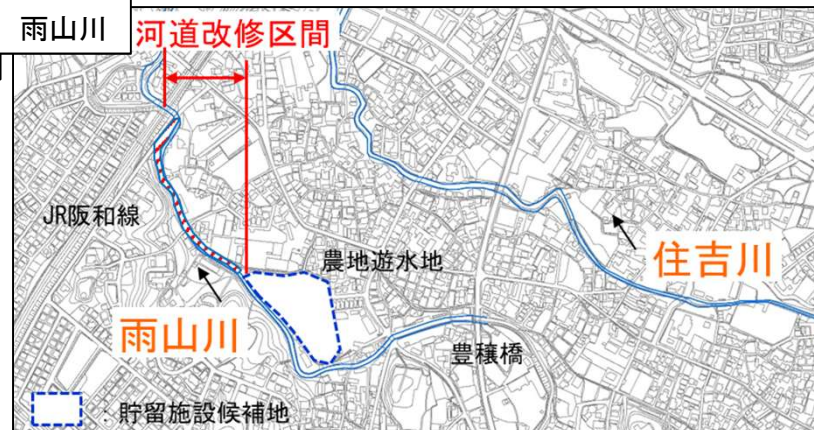 雨山川
河道改修区間
JR阪和線
農地遊水地
住吉川
雨山川
豊穰橋
：貯留施設候補地